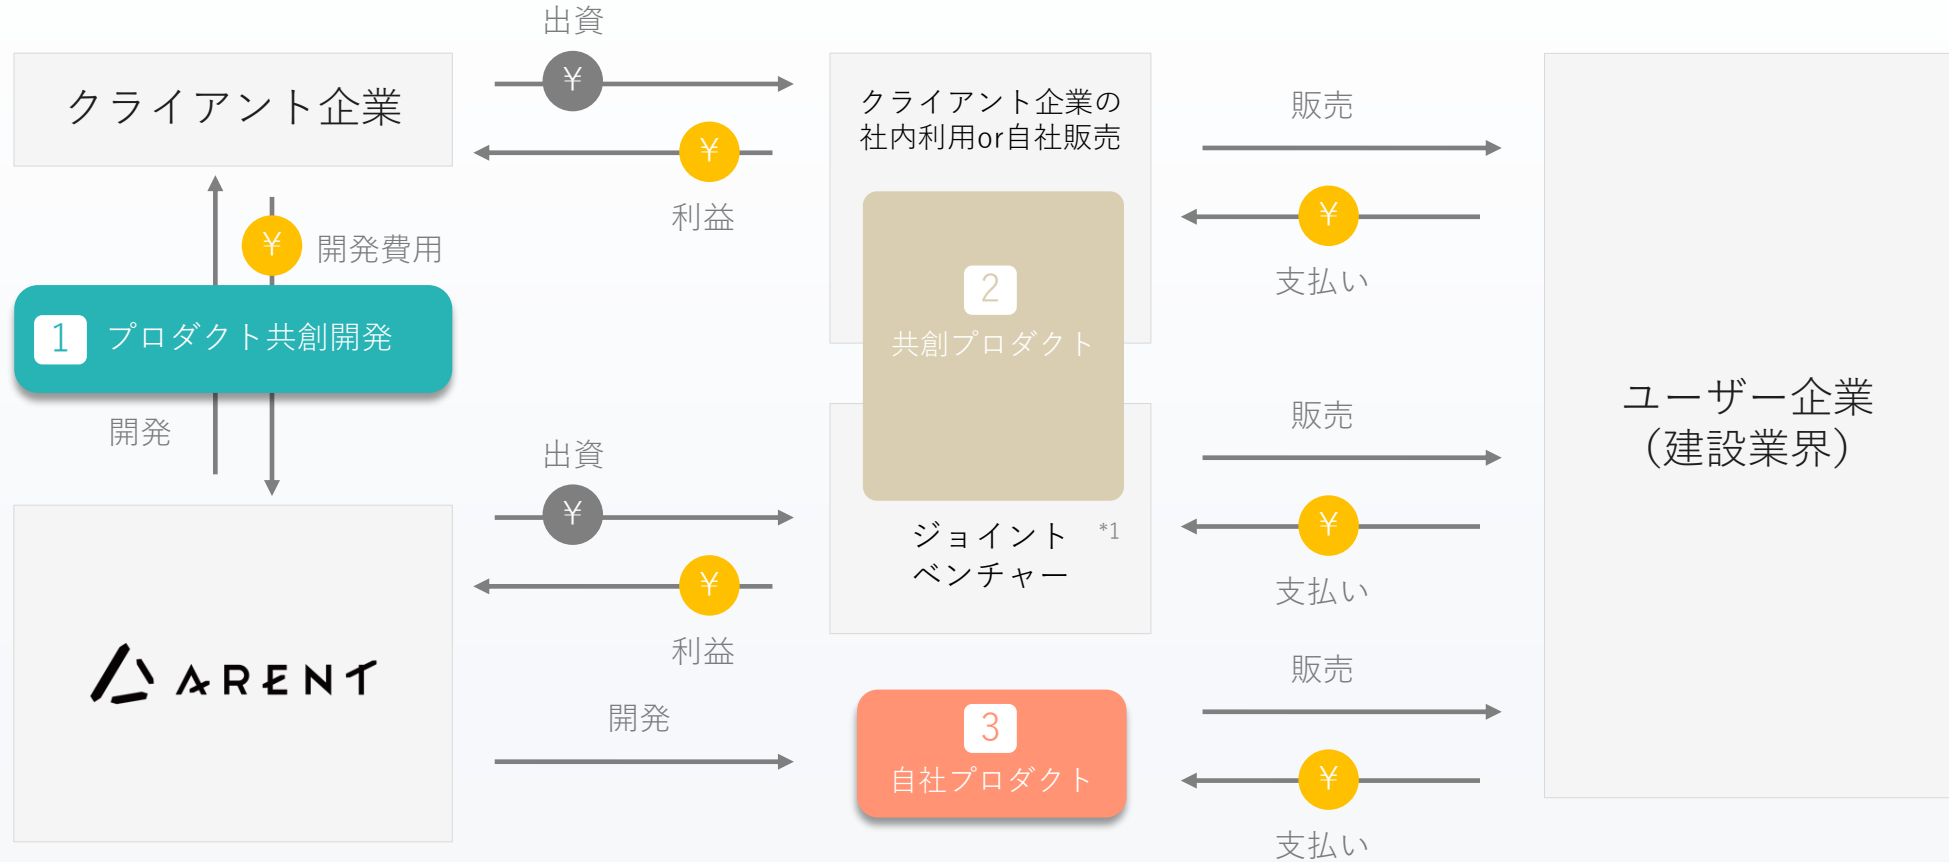 出資
¥
クライアント企業
¥
利益
クライアント企業の
社内利用or自社販売
販売
¥
支払い
¥
開発費用
1 プロダクト共創開発
開発
2
共創プロダクト
出資
¥
¥
利益
ジョイント *1
ベンチャー
販売
¥
支払い
ユーザー企業
(建設業界)
ARENT
開発
3
自社プロダクト
販売
¥
支払い